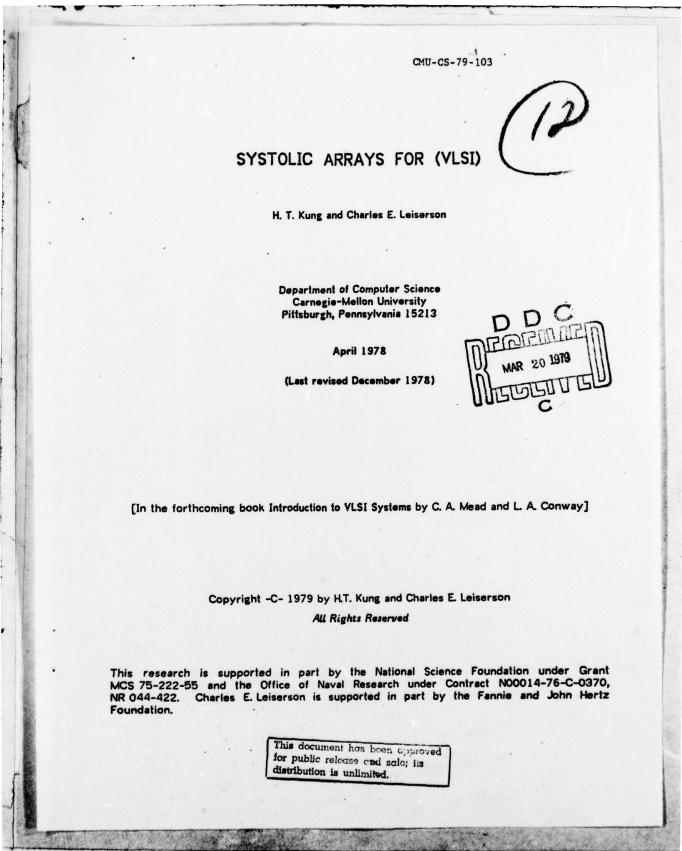 CMU-CS-79-103
12
SYSTOLIC ARRAYS FOR (VLSI)
H. T. Kung and Charles E. Leiserson
Department of Computer Science
Carnegie-Mellon University
Pittsburgh, Pennsylvania 15213
April 1978
(Last revised December 1978)
D D C
RECEIVED
MAR 20 1979
RECEIVED
C
[In the forthcoming book Introduction to VLSI Systems by C. A. Mead and L. A. Conway]
Copyright -C- 1979 by H.T. Kung and Charles E. Leiserson
All Rights Reserved
This research is supported in part by the National Science Foundation under Grant
MCS 75-222-55 and the Office of Naval Research under Contract N00014-76-C-0370,
NR 044-422. Charles E. Leiserson is supported in part by the Fannie and John Hertz
Foundation.
This document has been approved
for public release and sale; its
distribution is unlimited.